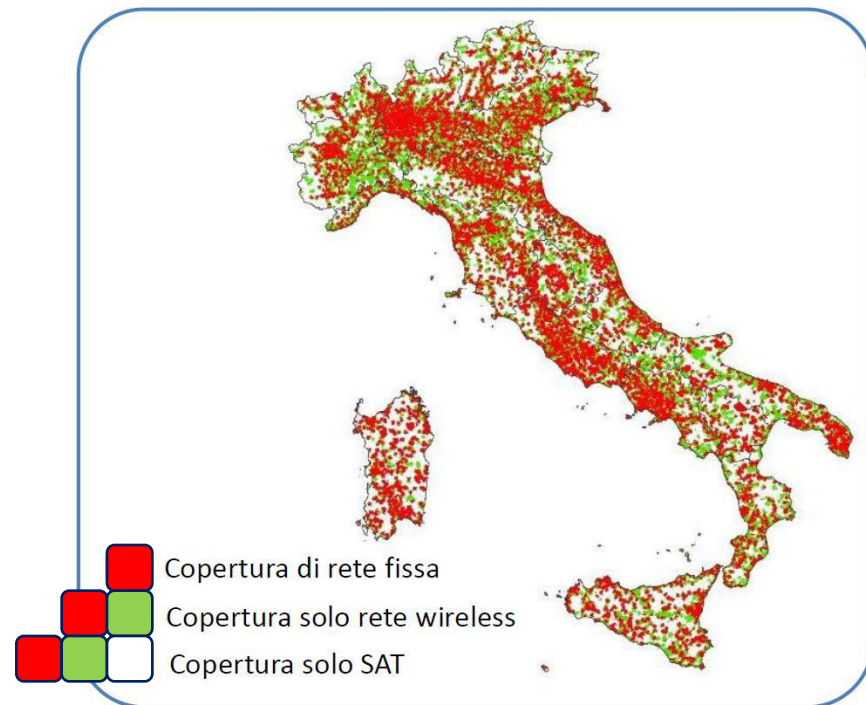 Copertura di rete fissa
Copertura solo rete wireless
Copertura solo SAT